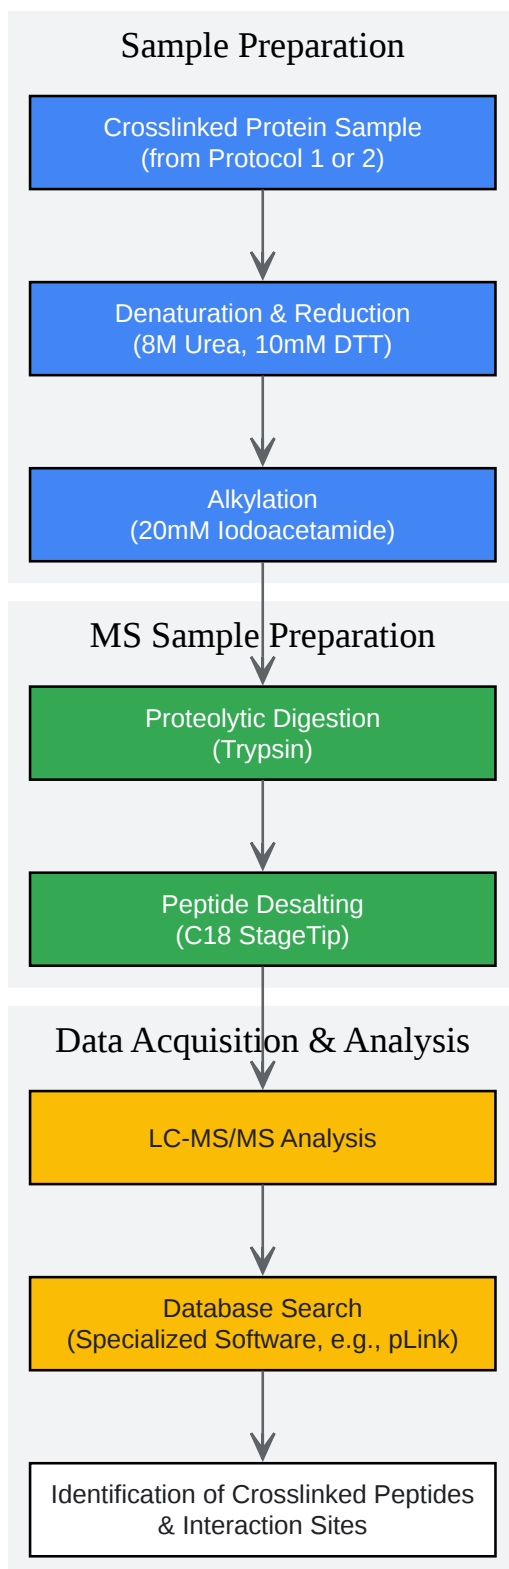 Sample Preparation
Crosslinked Protein Sample
(from Protocol 1 or 2)
Denaturation & Reduction
(8M Urea, 10mM DTT)
Alkylation
(20mM Iodoacetamide)
MS Sample Preparation
Proteolytic Digestion
(Trypsin)
Peptide Desalting
(C18 StageTip)
Data Acquisition & Analysis
LC-MS/MS Analysis
Database Search
(Specialized Software, e.g., pLink)
Identification of Crosslinked Peptides
& Interaction Sites